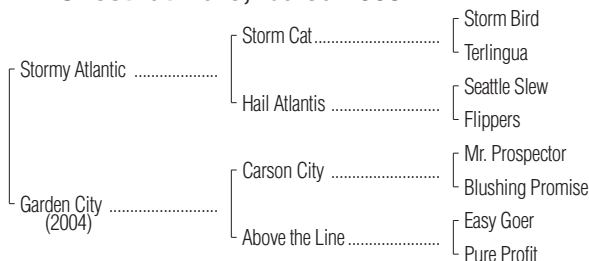 Storm Bird
Storm Cat
Terlingua
Stormy Atlantic
Seattle Slew
Hail Atlantis
Flippers
Mr. Prospector
Carson City
Blushing Promise
Garden City
(2004)
Easy Goer
Above the Line
Pure Profit